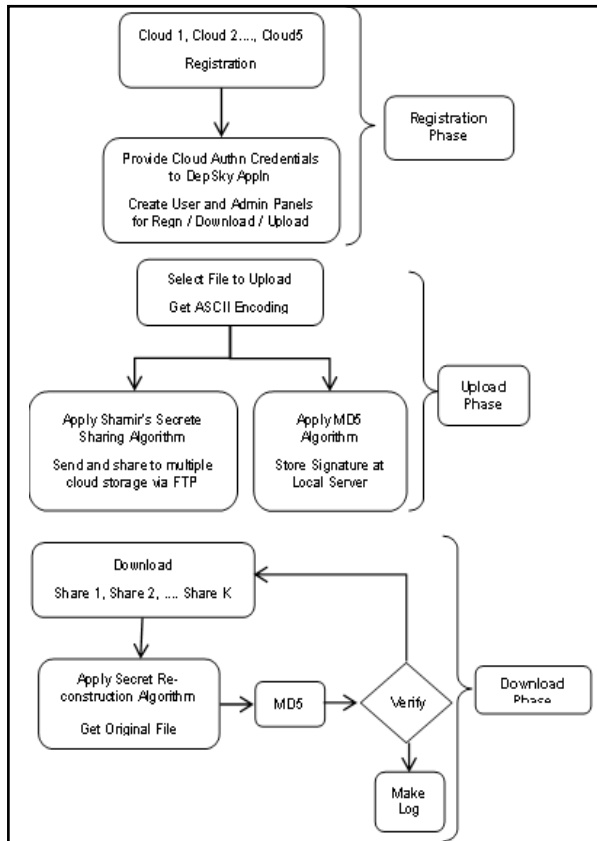 Cloud 1, Cloud 2...., Cloud5
Registration
Registration
Phase
Provide Cloud Authn Credentials
to DepSky Appln
Create User and Admin Panels
for Regn / Download / Upload
Select File to Upload
Get ASCII Encoding
Upload
Phase
Apply Shamir's Secrete
Sharing Algorithm
Send and share to multiple
cloud storage via FTP
Apply MD5
Algorithm
Store Signature at
Local Server
Download
Share 1, Share 2, .... Share K
Apply Secret Re-
construction Algorithm
Get Original File
MD5
Verify
Download
Phase
Make
Log